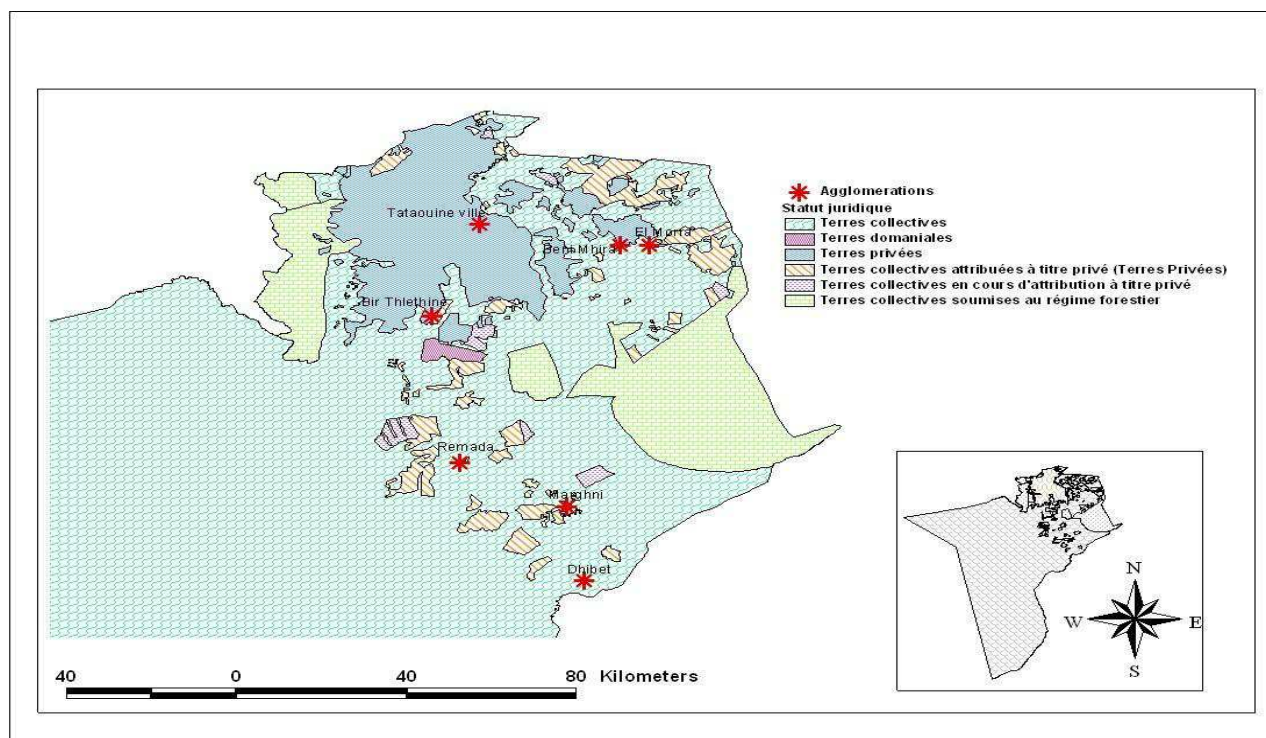 Tataouine ville
El Morra
Beni Mhira
Bir Thlethine
Remada
Marghni
Dhibet
Agglomerations
Statut juridique
Terres collectives
Terres domaniales
Terres privées
Terres collectives attribuées à titre privé (Terres Privées)
Terres collectives en cours d'attribution à titre privé
Terres collectives soumises au régime forestier
N
W E
S
40 0 40 80 Kilometers